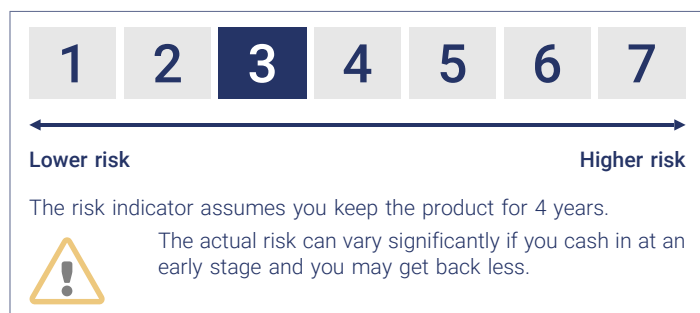 1 2 3 4 5 6 7
Lower risk Higher risk
The risk indicator assumes you keep the product for 4 years.
The actual risk can vary significantly if you cash in at an
early stage and you may get back less.